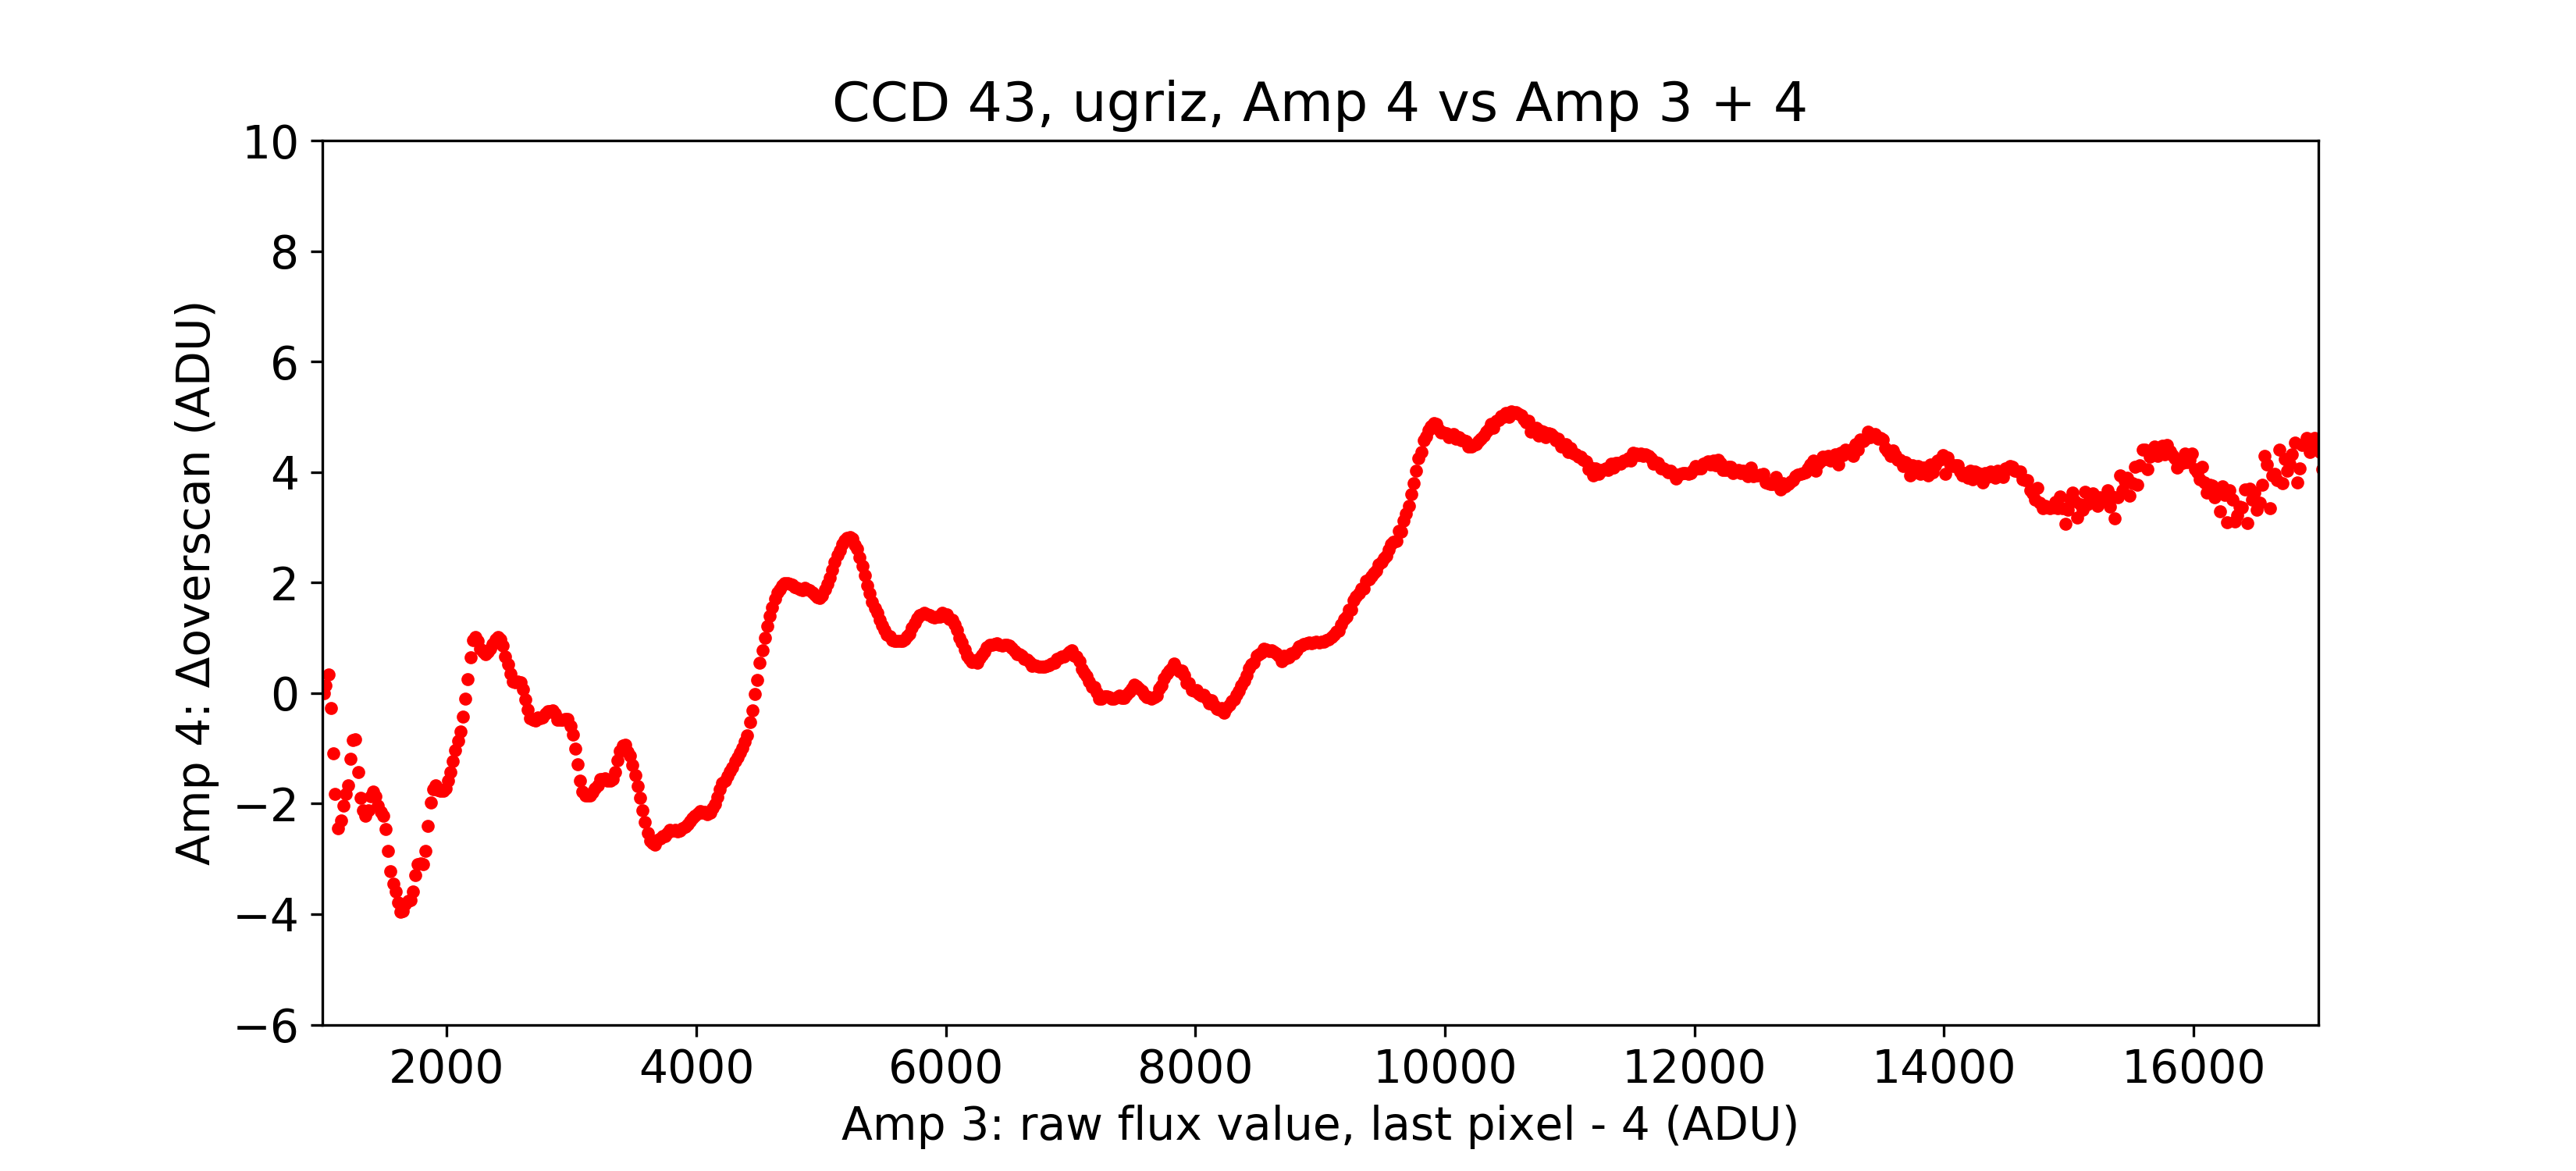 CCD 43, ugriz, Amp 4 vs Amp 3 + 4
10
8
6
4
2
0
−2
−4
−6
Amp 4: Δoverscan (ADU)
2000 4000 6000 8000 10000 12000 14000 16000
Amp 3: raw flux value, last pixel - 4 (ADU)